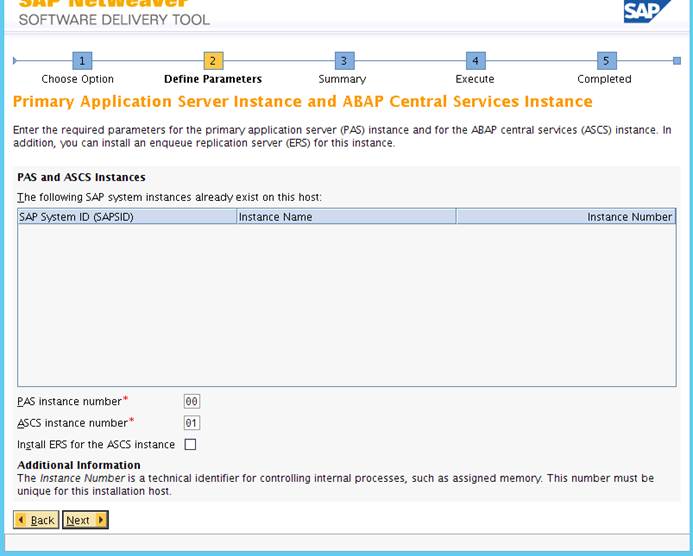 SAP NetWeaver
SOFTWARE DELIVERY TOOL
SAP
1 2 3 4 5
Choose Option Define Parameters Summary Execute Completed
Primary Application Server Instance and ABAP Central Services Instance
Enter the required parameters for the primary application server (PAS) instance and for the ABAP central services (ASCS) instance. In
addition, you can install an enqueue replication server (ERS) for this instance.
PAS and ASCS Instances
The following SAP system instances already exist on this host:
SAP System ID (SAPSID) Instance Name Instance Number
PAS instance number* 00
ASCS instance number* 01
Install ERS for the ASCS instance
Additional Information
The Instance Number is a technical identifier for controlling internal processes, such as assigned memory. This number must be
unique for this installation host.
Back Next